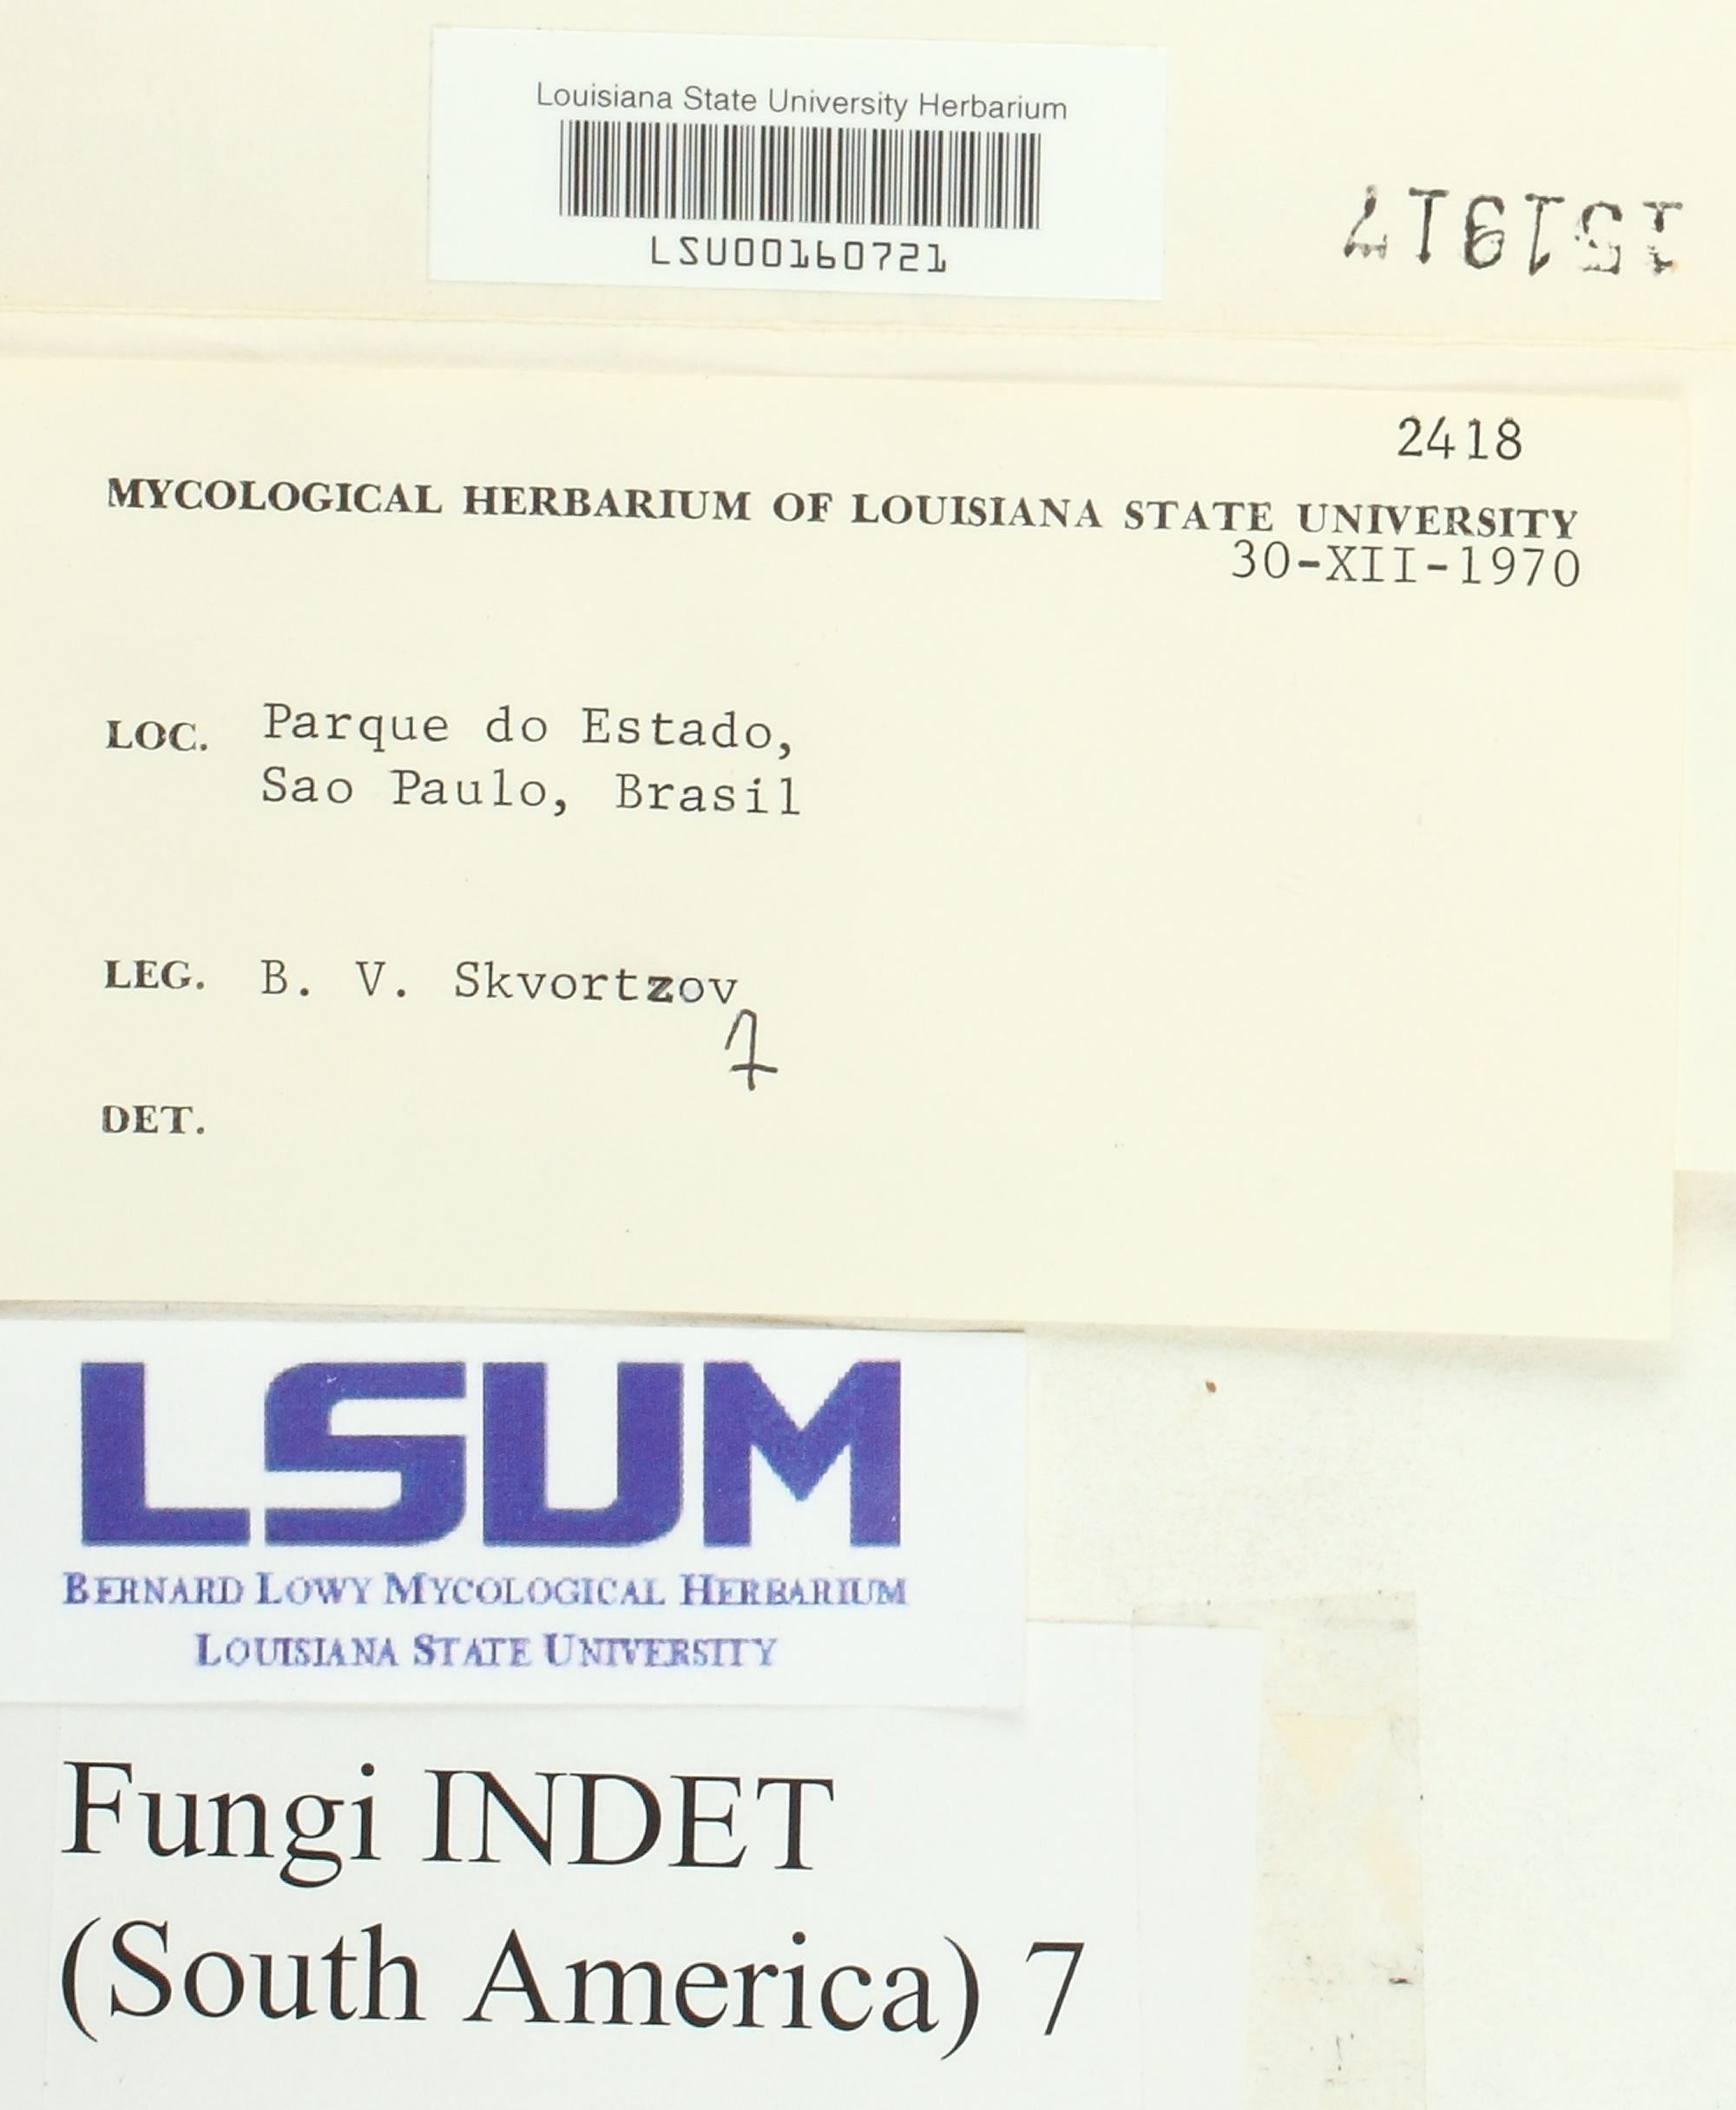 Louisiana State University Herbarium
LSU00160721
151917
2418
MYCOLOGICAL HERBARIUM OF LOUISIANA STATE UNIVERSITY
30-XII-1970
LOC. Parque do Estado,
Sao Paulo, Brasil
LEG. B. V. Skvortzov
DET.
LSUM
BERNARD LOWY MYCOLOGICAL HERBARIUM
LOUISIANA STATE UNIVERSITY
Fungi INDET
(South America) 7